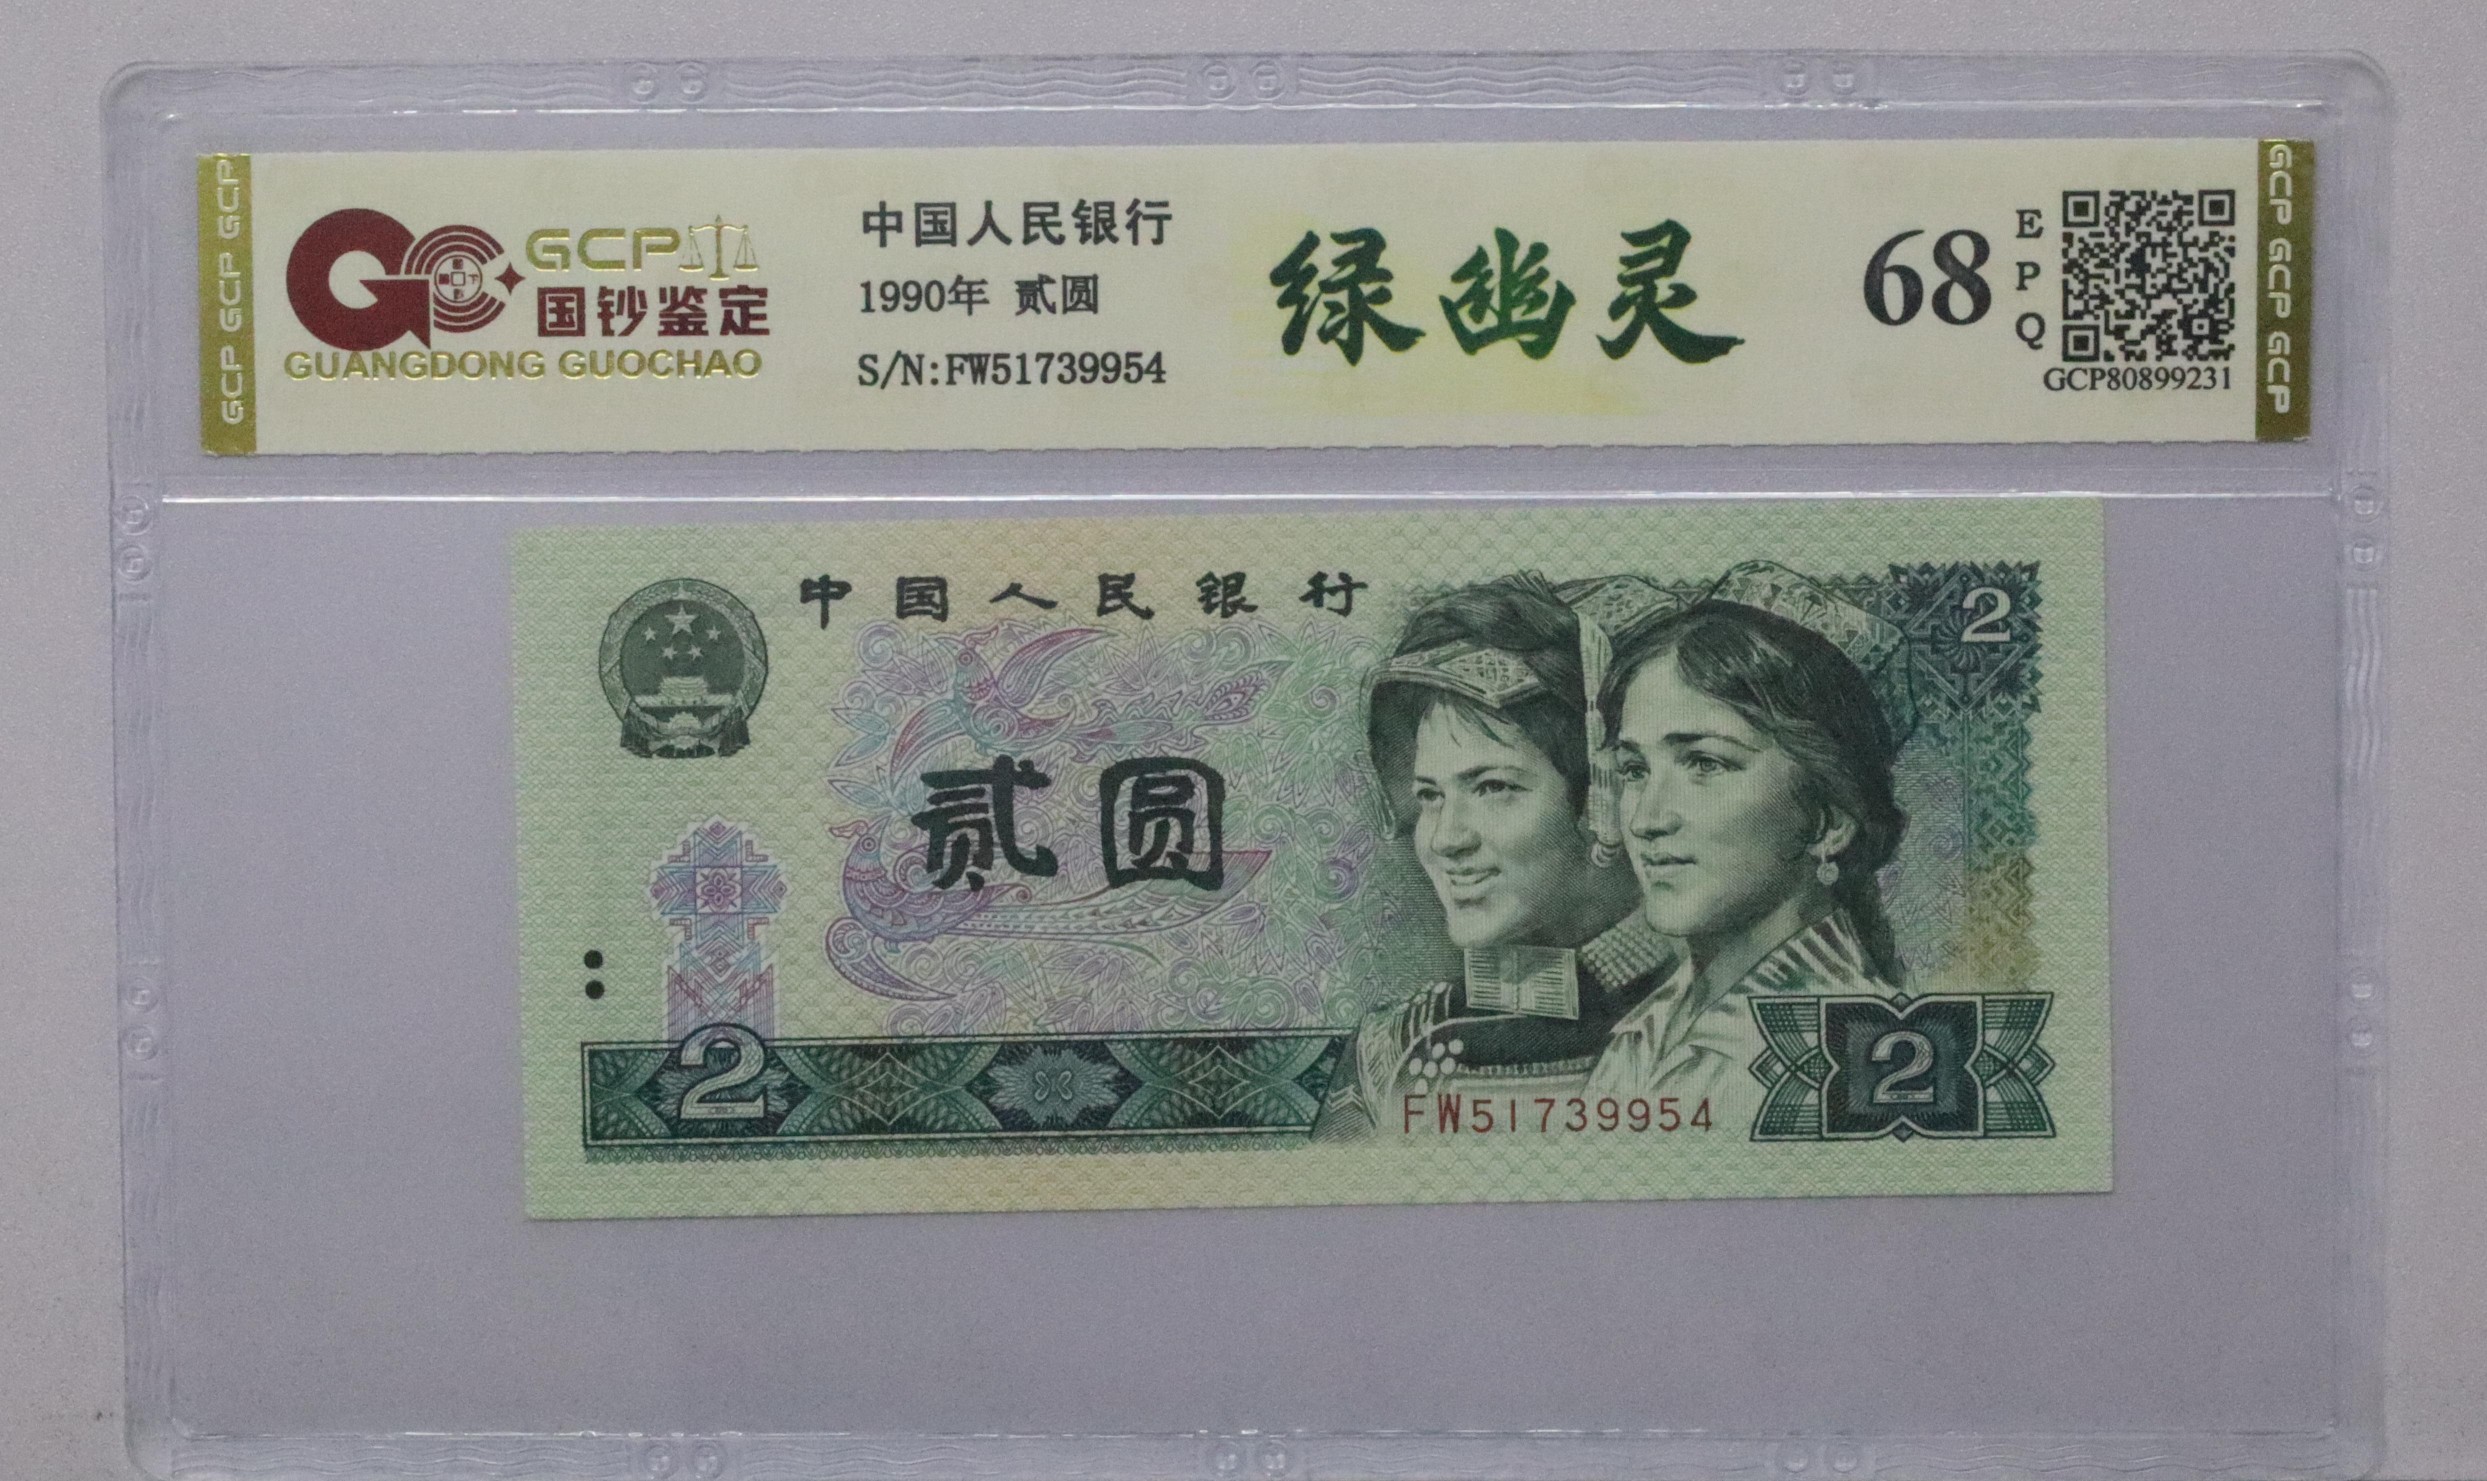 GCP GCP GCP
GCP
国钞鉴定
GUANGDONG GUOCHAO
中国人民银行
1990年 贰圆
S/N:FW51739954
绿幽灵
68
EPQ
GCP80899231
GCP GCP GCP
中国人民银行
2
贰圆
2
FW51739954
2